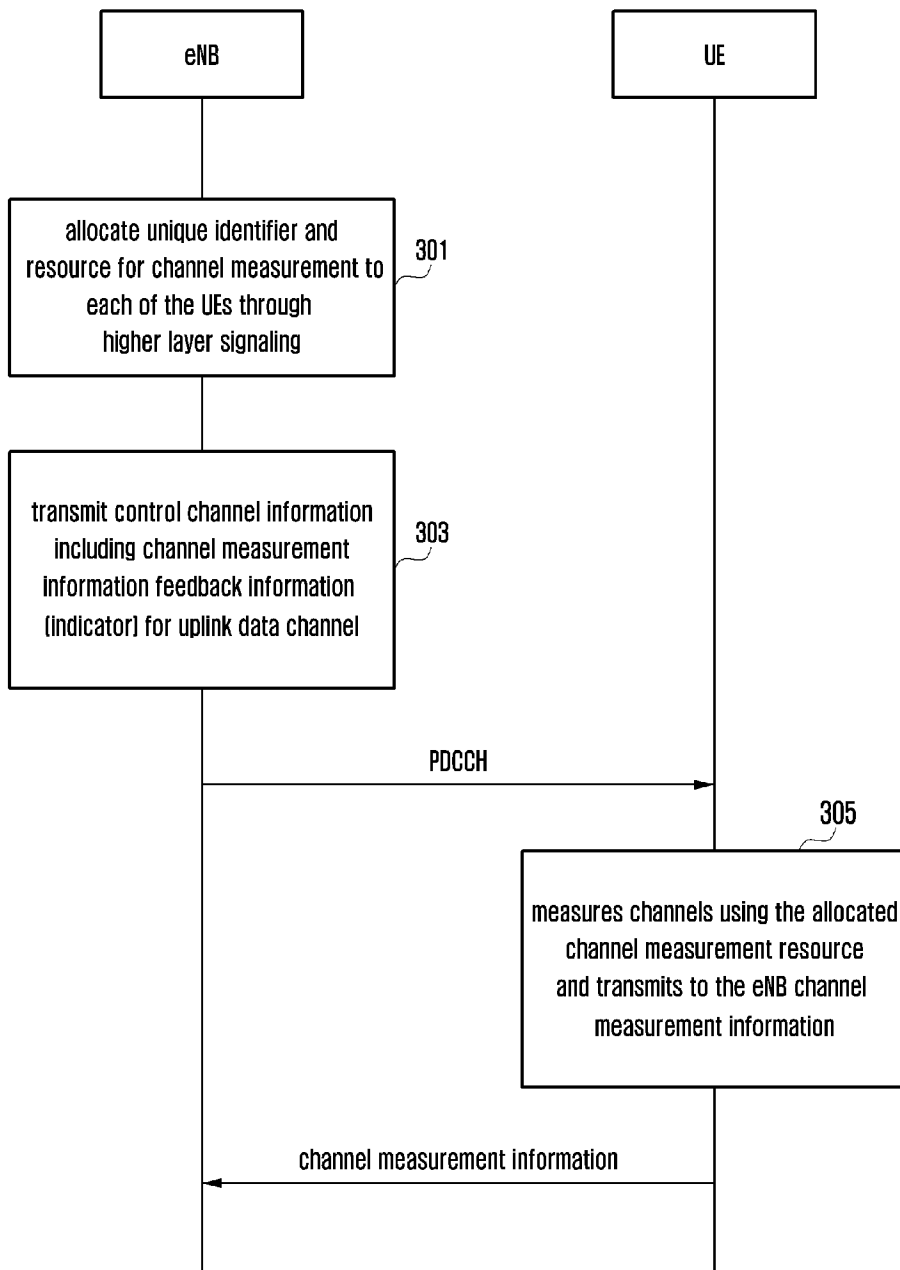 eNB
UE
allocate unique identifier and
resource for channel measurement to
each of the UEs through
higher layer signaling
301
transmit control channel information
including channel measurement
information feedback information
(indicator) for uplink data channel
303
PDCCH
305
measures channels using the allocated
channel measurement resource
and transmits to the eNB channel
measurement information
channel measurement information